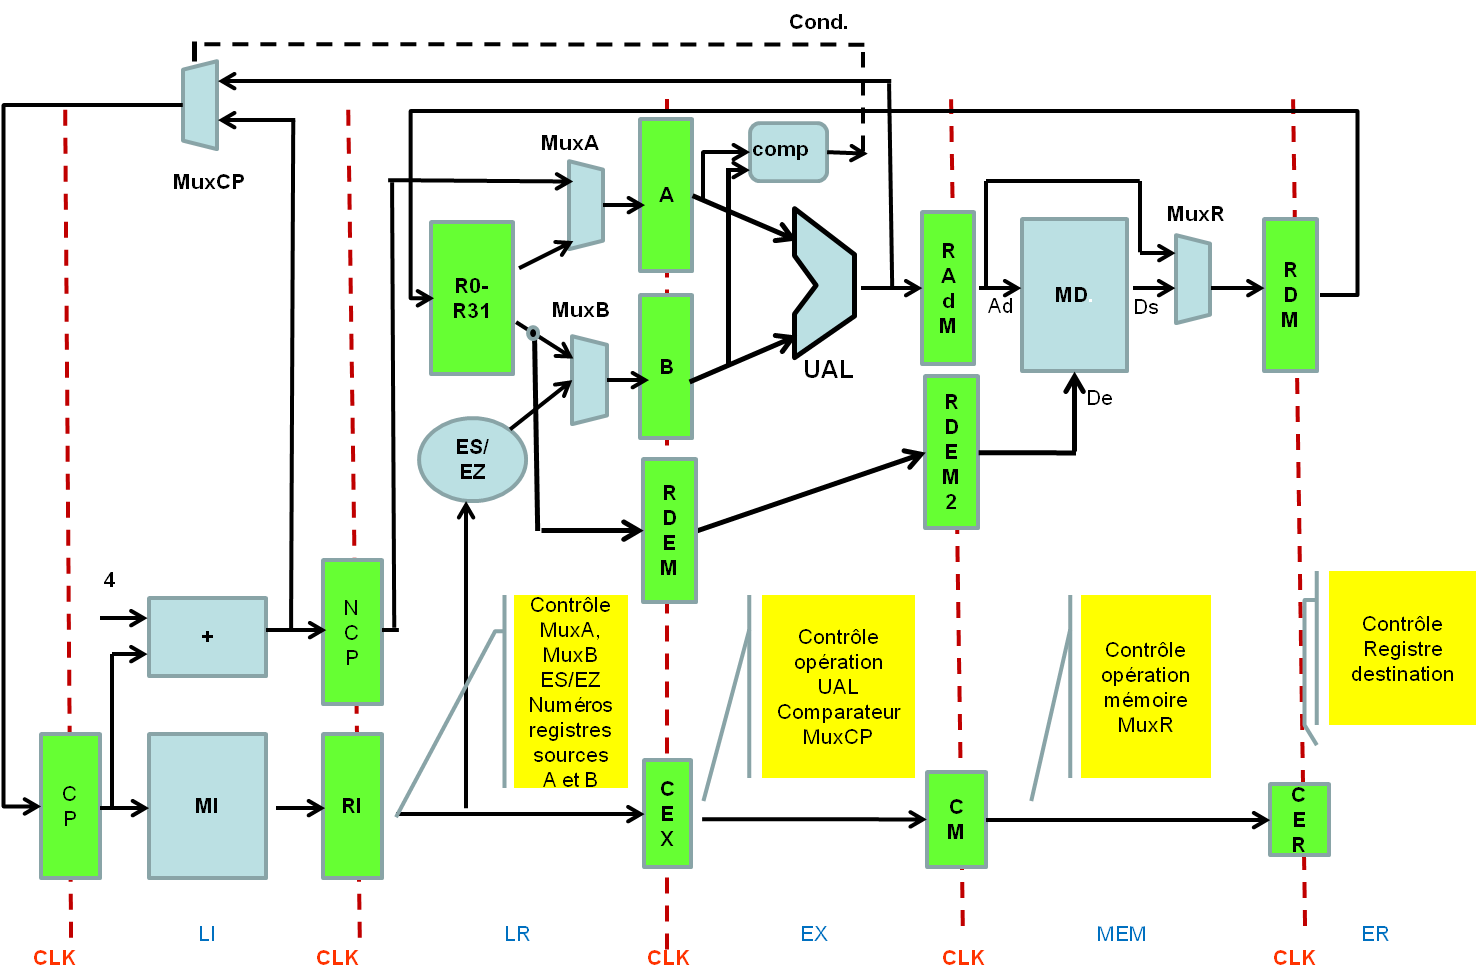 Cond.
MuxCP
MuxA
comp
A
MuxR
R0-
R31
R
A
d
M
MD
R
D
M
Ad
Ds
MuxB
B
UAL
De
ES/
EZ
R
D
E
M
2
R
D
E
M
4
+
N
C
P
Contrôle
MuxA,
MuxB
ES/EZ
Numéros
registres
sources
A et B
Contrôle
opération
UAL
Comparateur
MuxCP
Contrôle
opération
mémoire
MuxR
Contrôle
Registre
destination
C
P
MI
RI
C
E
X
C
M
C
E
R
LI
LR
EX
MEM
ER
CLK
CLK
CLK
CLK
CLK